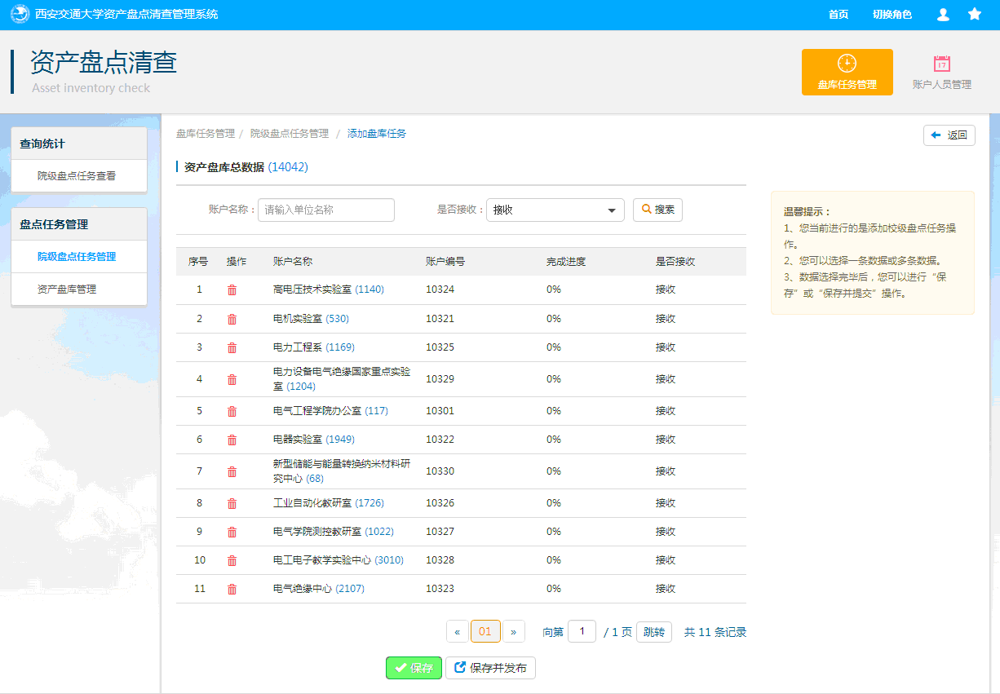 西安交通大学资产盘点清查管理系统 首页 切换角色
资产盘点清查
Asset inventory check
盘库任务管理 17 账户人员管理
查询统计
院级盘点任务查看
盘点任务管理
院级盘点任务管理
资产盘库管理
盘库任务管理 / 院级盘点任务管理 / 添加盘库任务 返回
资产盘库总数据 (14042)
账户名称： 请输入单位名称 是否接收： 接收 搜索
序号 操作 账户名称 账户编号 完成进度 是否接收
1 高电压技术实验室 (1140) 10324 0% 接收
2 电机实验室 (530) 10321 0% 接收
3 电力工程系 (1169) 10325 0% 接收
4 电力设备电气绝缘国家重点实验
室 (1204) 10329 0% 接收
5 电气工程学院办公室 (117) 10301 0% 接收
6 电器实验室 (1949) 10322 0% 接收
7 新型储能与能量转换纳米材料研
究中心 (68) 10330 0% 接收
8 工业自动化教研室 (1726) 10326 0% 接收
9 电气学院测控教研室 (1022) 10327 0% 接收
10 电工电子教学实验中心 (3010) 10328 0% 接收
11 电气绝缘中心 (2107) 10323 0% 接收
« 01 » 向第 1 / 1 页 跳转 共 11 条记录
保存 保存并发布
温馨提示：
1、您当前进行的是添加校级盘点任务操
作。
2、您可以选择一条数据或多条数据。
3、数据选择完毕后，您可以进行“保
存”或“保存并提交”操作。